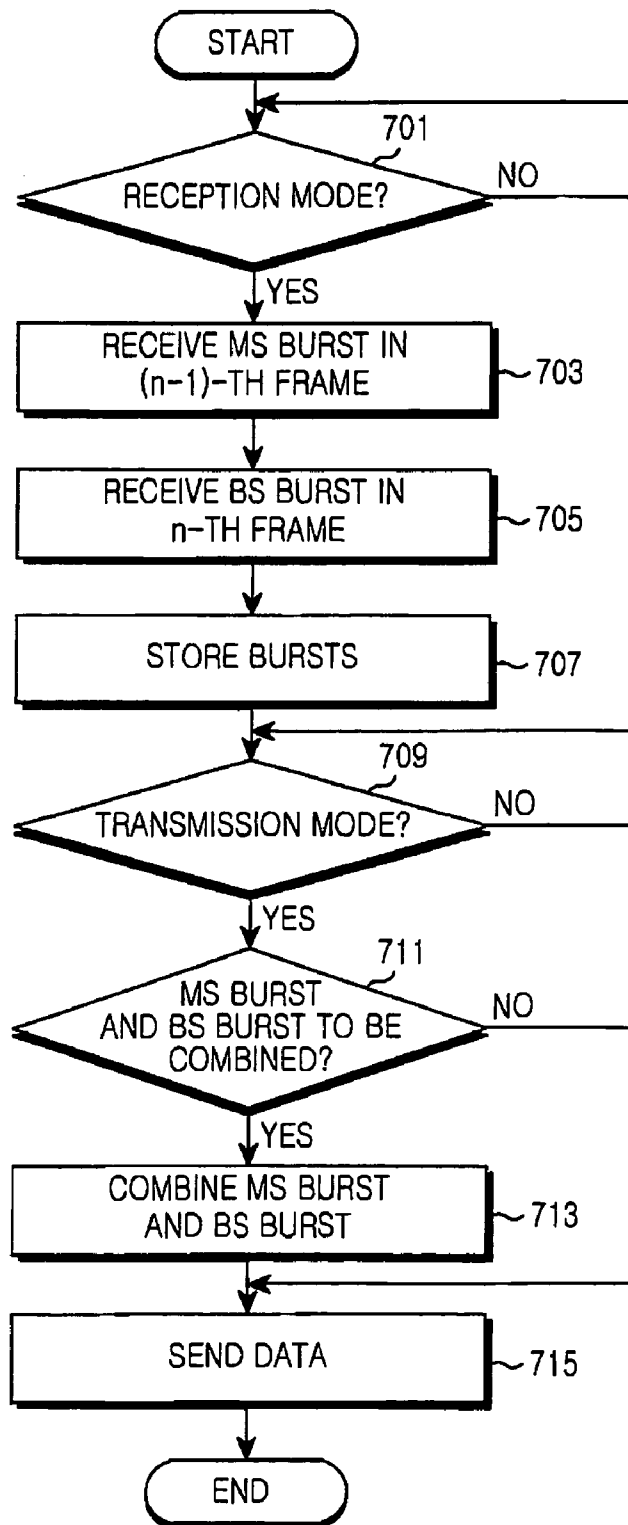 START
701
RECEPTION MODE?
NO
YES
RECEIVE MS BURST IN
(n-1)-TH FRAME
703
RECEIVE BS BURST IN
n-TH FRAME
705
STORE BURSTS
707
709
TRANSMISSION MODE?
NO
YES
711
MS BURST
AND BS BURST TO BE
COMBINED?
NO
YES
COMBINE MS BURST
AND BS BURST
713
SEND DATA
715
END